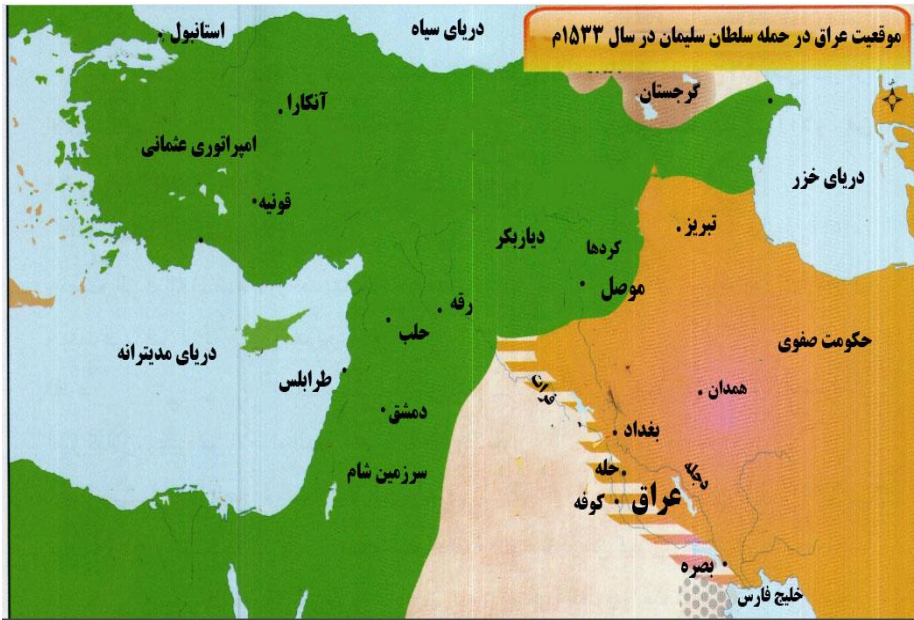 موقعیت عراق در حمله سلطان سلیمان در سال ۱۵۳۳م
دریای سیاه
استانبول
گرجستان
آنکارا
امپراتوری عثمانی
دریای خزر
قونیه
تبریز
دیاربکر
کردها
موصل
رقه
حلب
حکومت صفوی
دریای مدیترانه
طرابلس
همدان
فرات
دمشق
بغداد
سرزمین شام
حله
دجله
عراق
کوفه
بصره
خلیج فارس